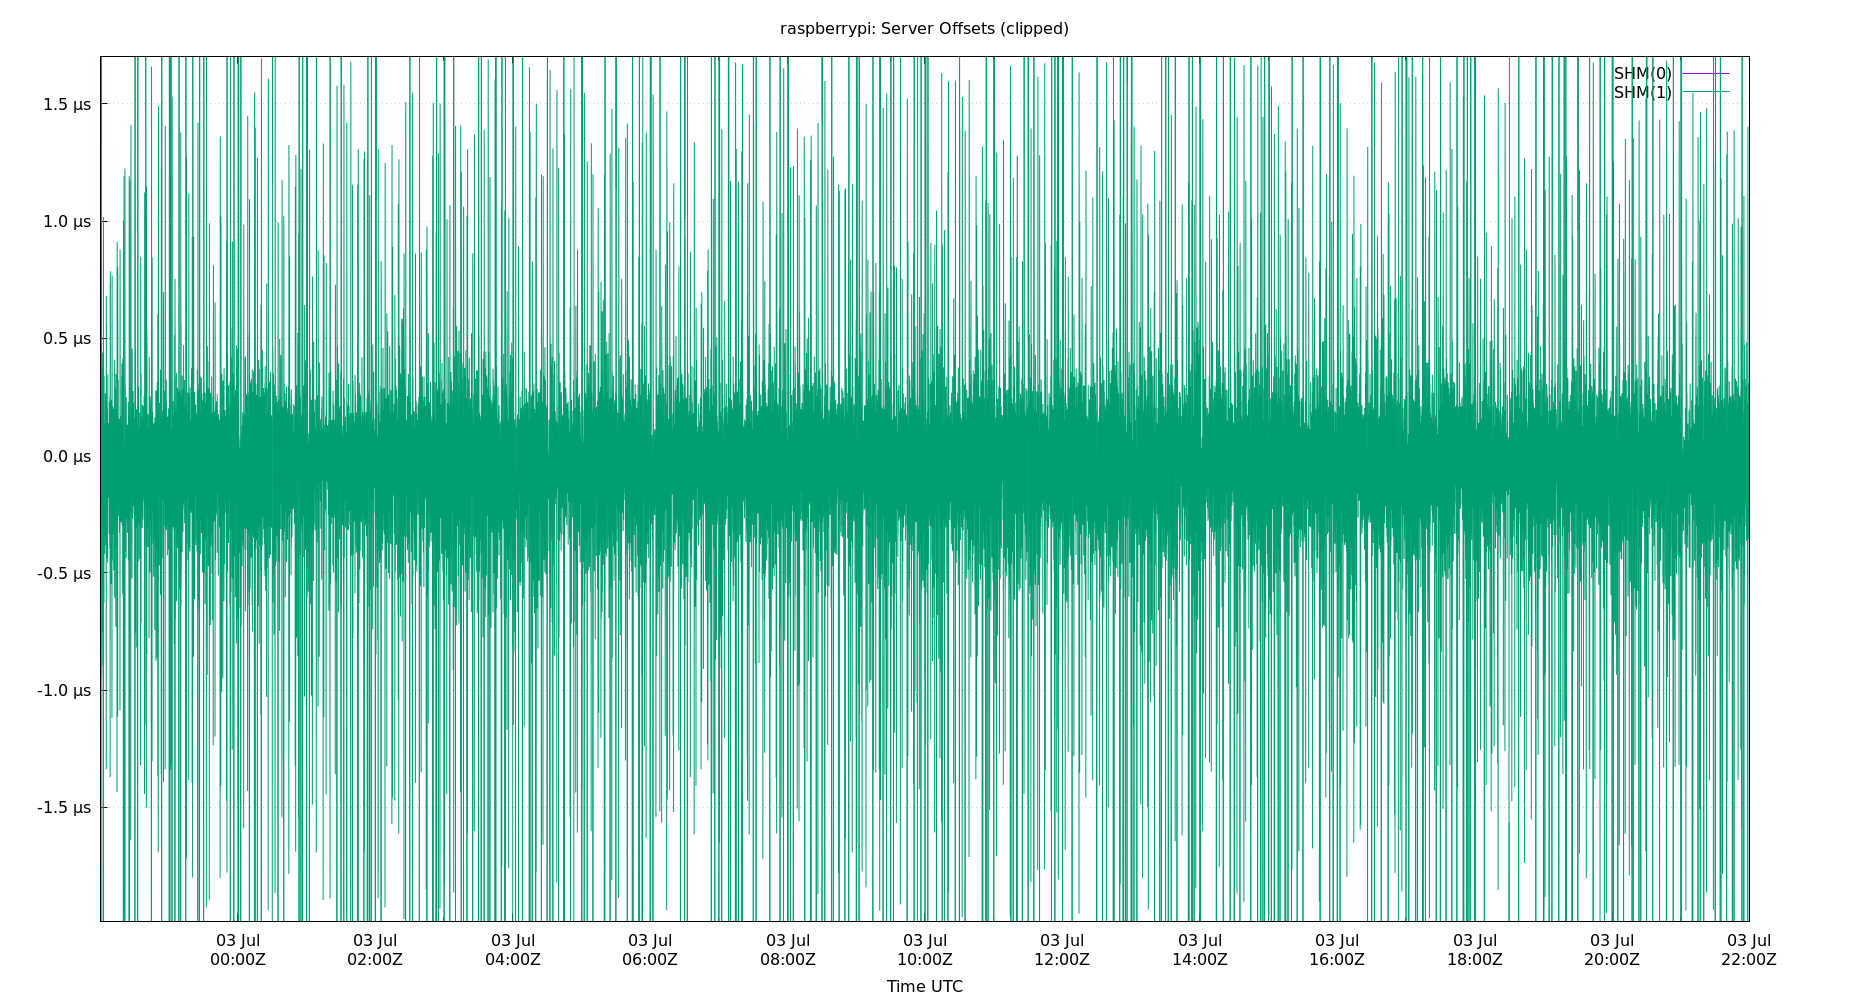 raspberrypi: Server Offsets (clipped)
SHM(0)
SHM(1)
1.5 µs
1.0 µs
0.5 µs
0.0 µs
-0.5 µs
-1.0 µs
-1.5 µs
03 Jul 03 Jul 03 Jul 03 Jul 03 Jul 03 Jul 03 Jul 03 Jul 03 Jul 03 Jul 03 Jul 03 Jul
00:00Z 02:00Z 04:00Z 06:00Z 08:00Z 10:00Z 12:00Z 14:00Z 16:00Z 18:00Z 20:00Z 22:00Z
Time UTC